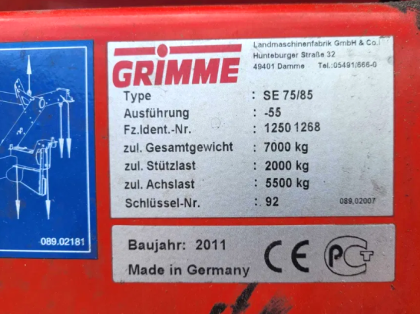 GRIMME
Landmaschinenfabrik GmbH & Co.
Hunteburger Straße 32
49401 Damme Tel.:05491/666-0
Type : SE 75/85
Ausführung : -55
Fz.Ident.-Nr. : 1250 1268
zul. Gesamtgewicht : 7000 kg
zul. Stützlast : 2000 kg
zul. Achslast : 5500 kg
Schlüssel-Nr. : 92
089.02007
089.02181
Baujahr: 2011
Made in Germany
CE
PCT